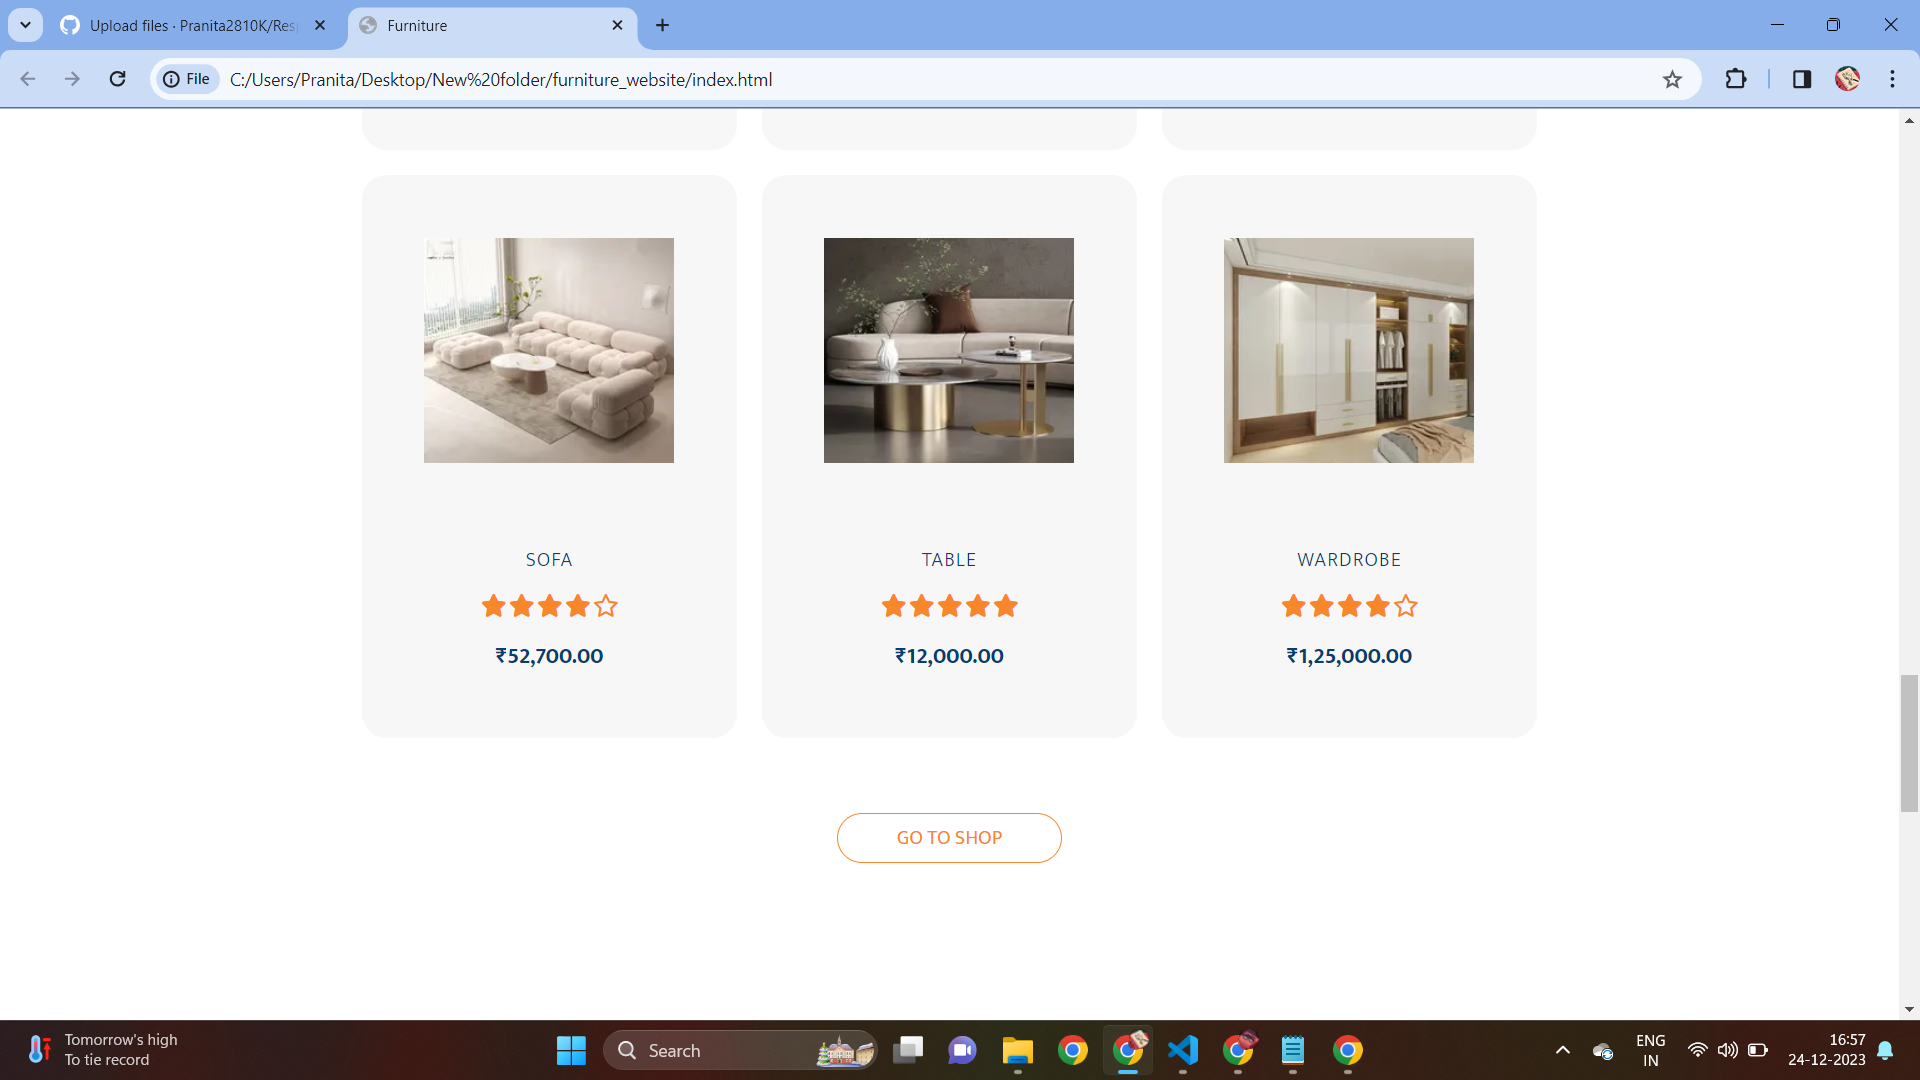 Upload files · Pranita2810K/Res
Furniture
File
C:/Users/Pranita/Desktop/New%20folder/furniture_website/index.html
SOFA
TABLE
WARDROBE
₹52,700.00
₹12,000.00
₹1,25,000.00
GO TO SHOP
Tomorrow's high
To tie record
Search
ENG
IN
16:57
24-12-2023